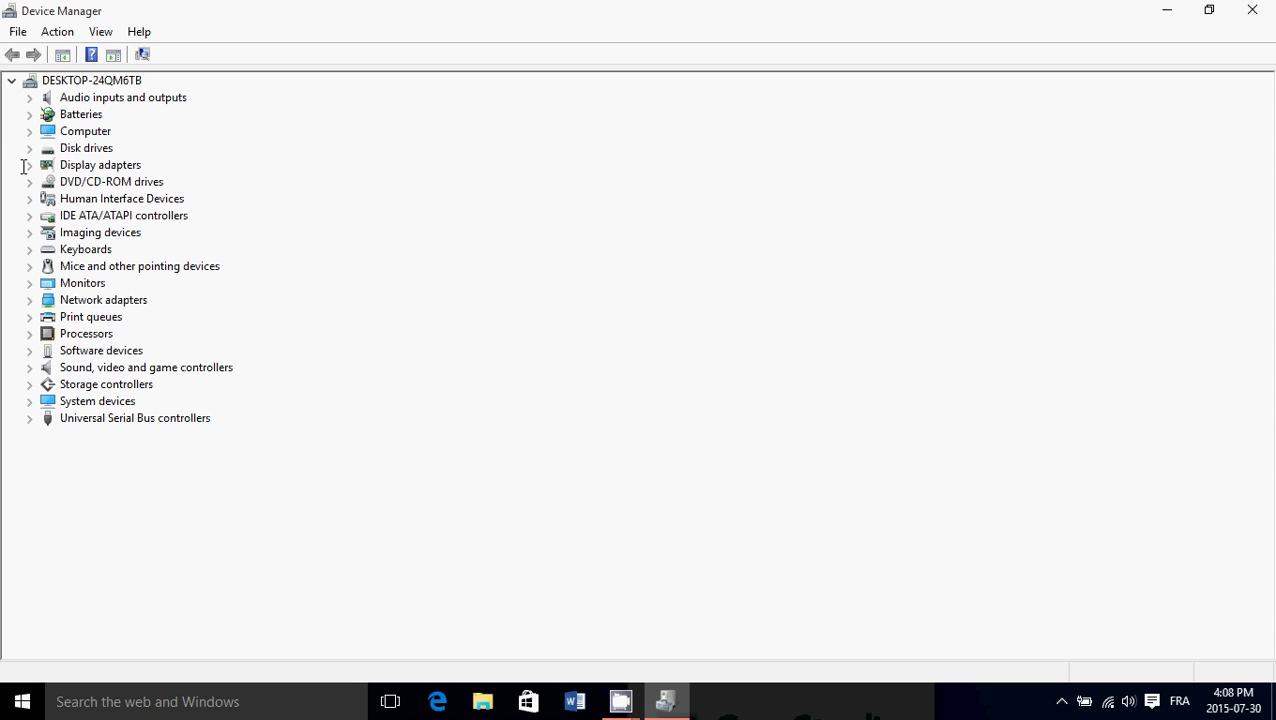 Device Manager
File Action View Help
DESKTOP-24QM6TB
Audio inputs and outputs
Batteries
Computer
Disk drives
Display adapters
DVD/CD-ROM drives
Human Interface Devices
IDE ATA/ATAPI controllers
Imaging devices
Keyboards
Mice and other pointing devices
Monitors
Network adapters
Print queues
Processors
Software devices
Sound, video and game controllers
Storage controllers
System devices
Universal Serial Bus controllers
Search the web and Windows
FRA
4:08 PM
2015-07-30